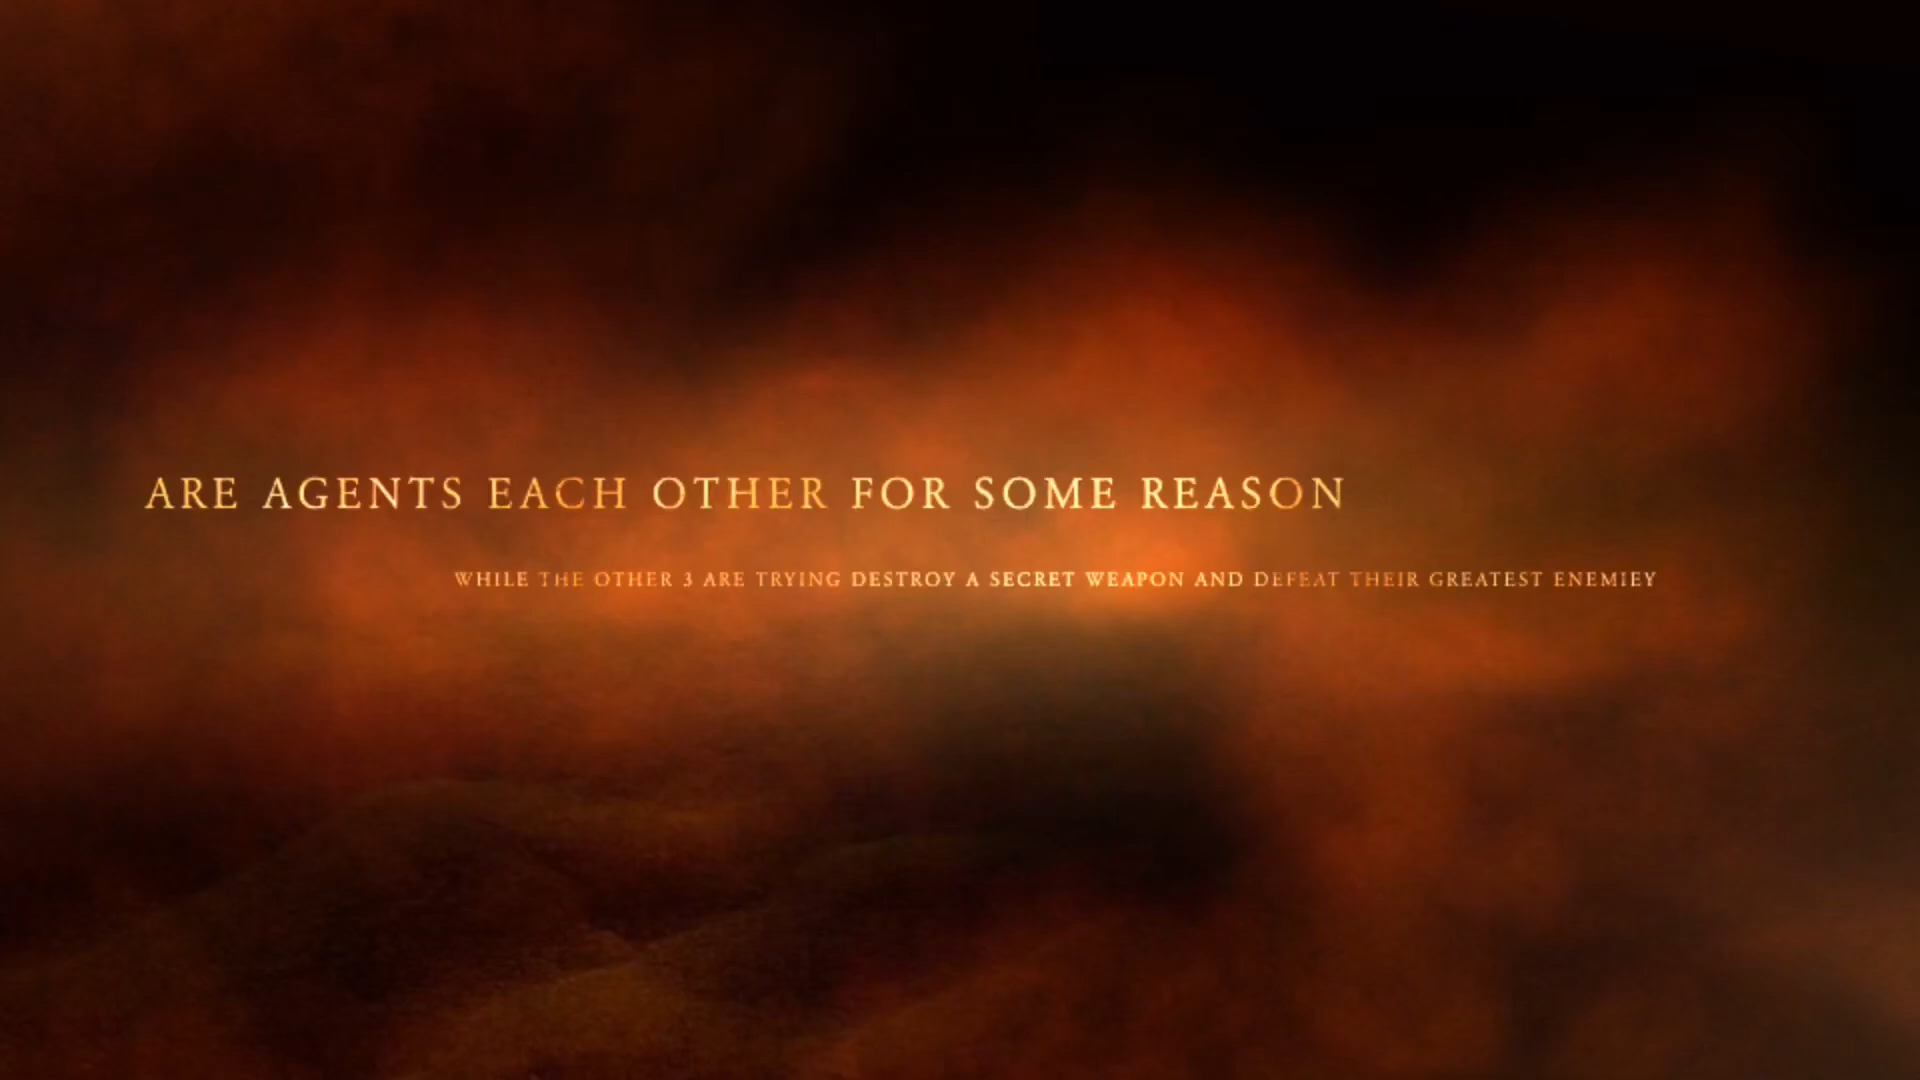 ARE AGENTS EACH OTHER FOR SOME REASON
WHILE THE OTHER 3 ARE TRYING DESTROY A SECRET WEAPON AND DEFEAT THEIR GREATEST ENEMIEY